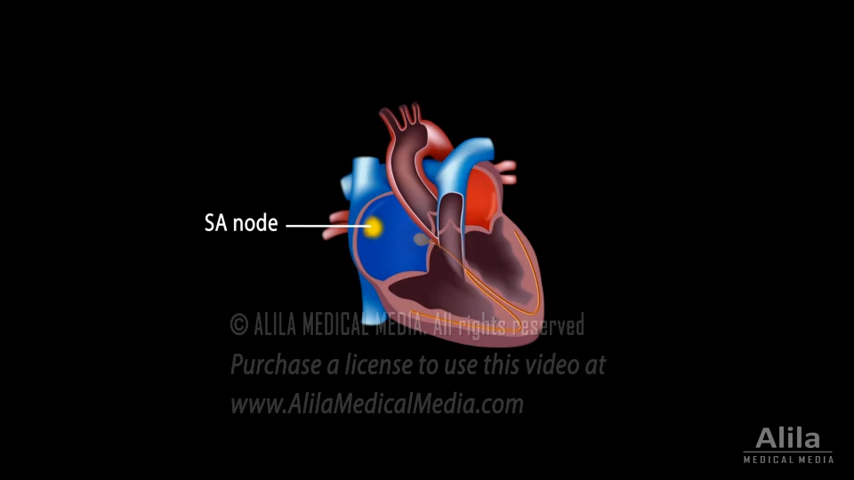 SA node
© ALILA MEDICAL MEDIA. All rights reserved
Purchase a license to use this video at
www.AlilaMedicalMedia.com
Alila
MEDICAL MEDIA